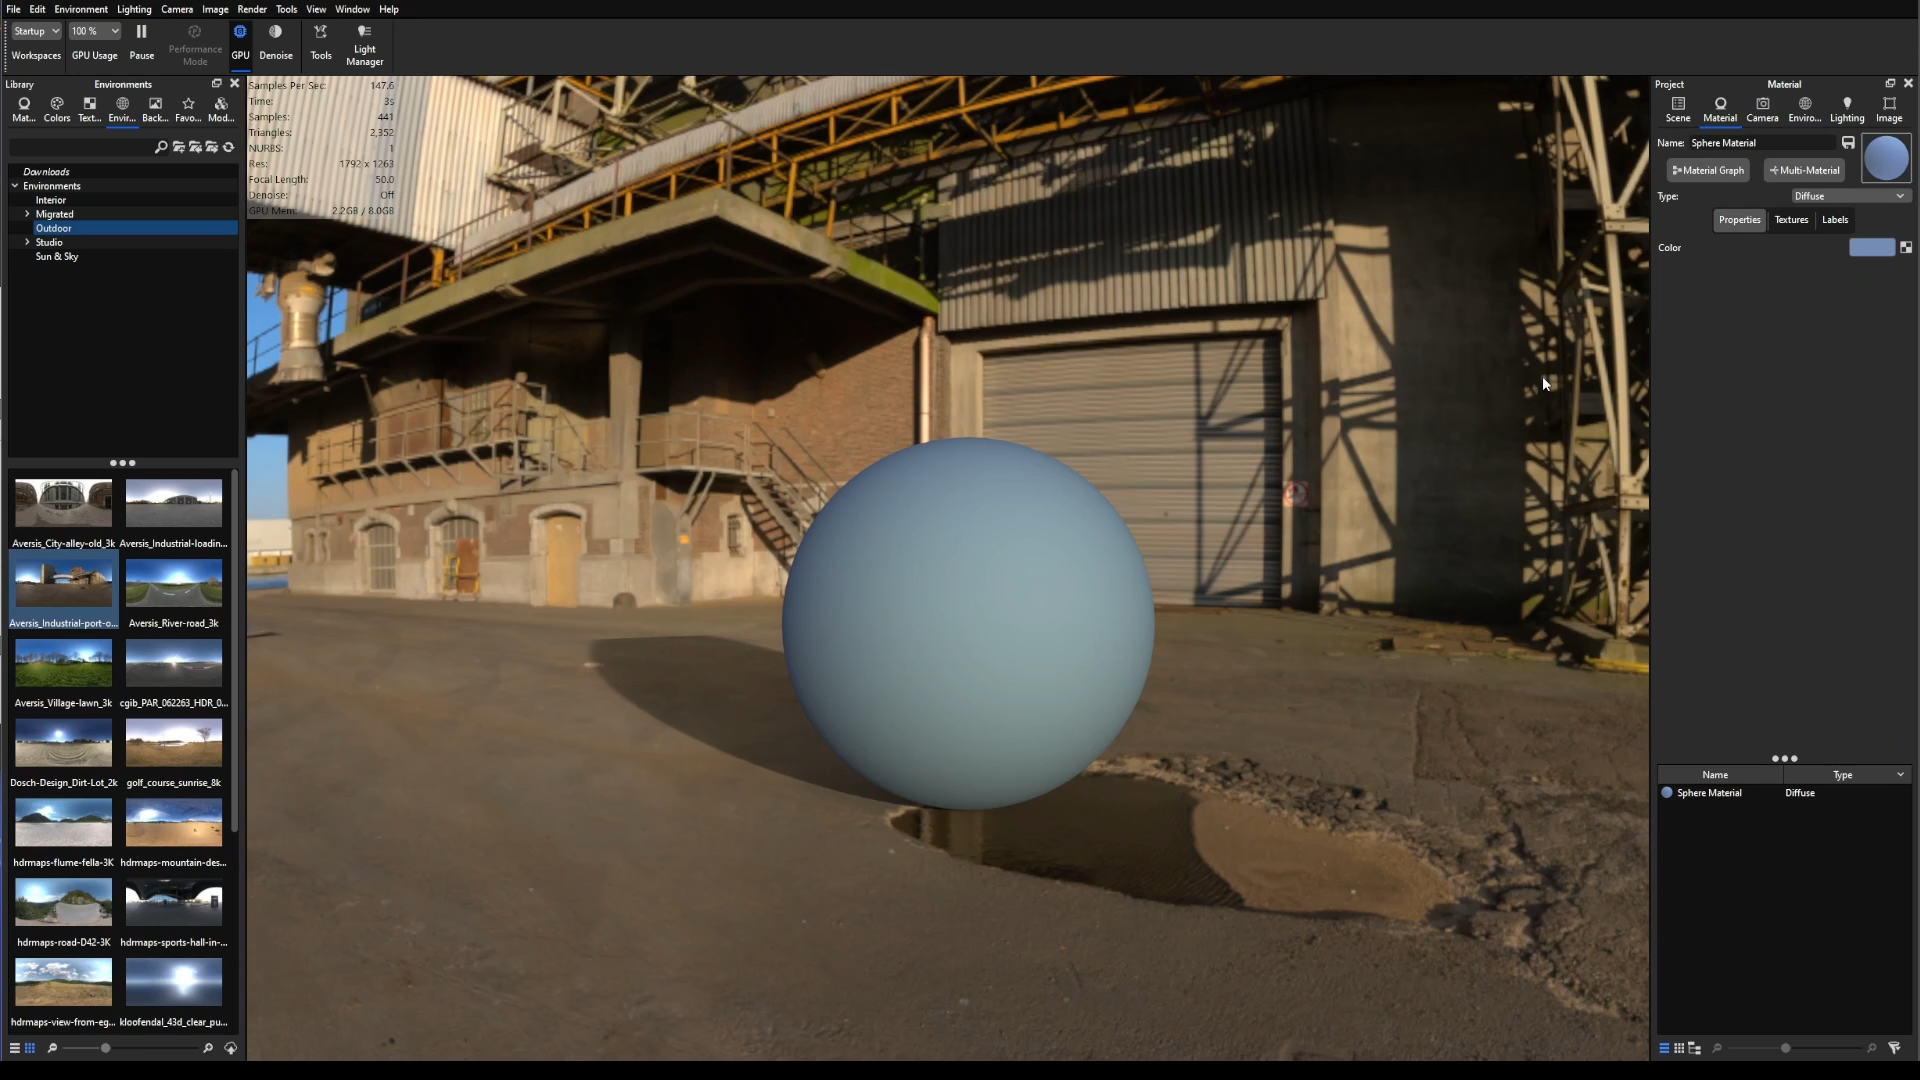 File Edit Environment Lighting Camera Image Render Tools View Window Help
Startup 100 %
Workspaces GPU Usage Pause Performance Mode GPU Denoise Tools Light Manager
Library Environments
Mat... Colors Text... Envir... Back... Favo... Mod...
Downloads
Environments
Interior
Migrated
Outdoor
Studio
Sun & Sky
Aversis_City-alley-old_3k Aversis_Industrial-loadin...
Aversis_Industrial-port-o... Aversis_River-road_3k
Aversis_Village-lawn_3k cgib_PAR_062263_HDR_0...
Dosch-Design_Dirt-Lot_2k golf_course_sunrise_8k
hdrmaps-flume-fella-3K hdrmaps-mountain-des...
hdrmaps-road-D42-3K hdrmaps-sports-hall-in-...
hdrmaps-view-from-eg... kloofendal_43d_clear_pu...
Samples Per Sec: 147.6
Time: 3s
Samples: 441
Triangles: 2,352
NURBS: 1
Res: 1792 x 1263
Focal Length: 50.0
Denoise: Off
GPU Mem: 2.2GB / 8.0GB
Project Material
Scene Material Camera Enviro... Lighting Image
Name: Sphere Material
Material Graph Multi-Material
Type: Diffuse
Properties Textures Labels
Color
Name Type
Sphere Material Diffuse